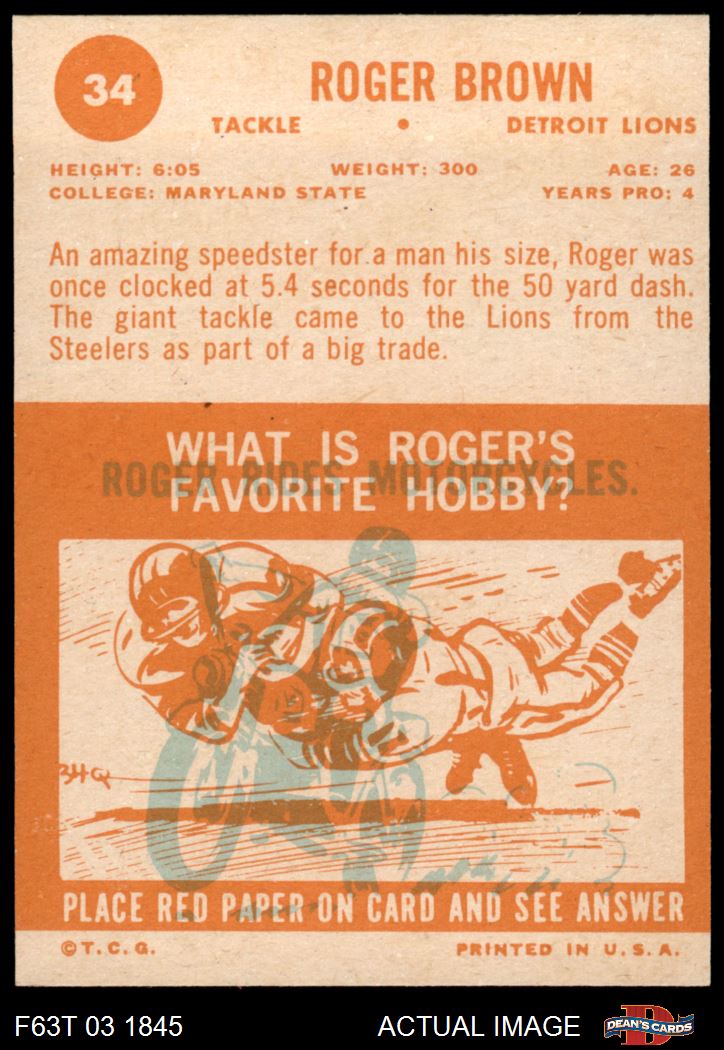 34
ROGER BROWN
TACKLE • DETROIT LIONS
HEIGHT: 6:05 WEIGHT: 300 AGE: 26
COLLEGE: MARYLAND STATE YEARS PRO: 4
An amazing speedster for a man his size, Roger was
once clocked at 5.4 seconds for the 50 yard dash.
The giant tackle came to the Lions from the
Steelers as part of a big trade.
WHAT IS ROGER'S
ROGER RIDES MOTORCYCLES.
FAVORITE HOBBY?
BHQ
PLACE RED PAPER ON CARD AND SEE ANSWER
© T. C. G. PRINTED IN U. S. A.
F63T 03 1845 ACTUAL IMAGE D DEAN'S CARDS